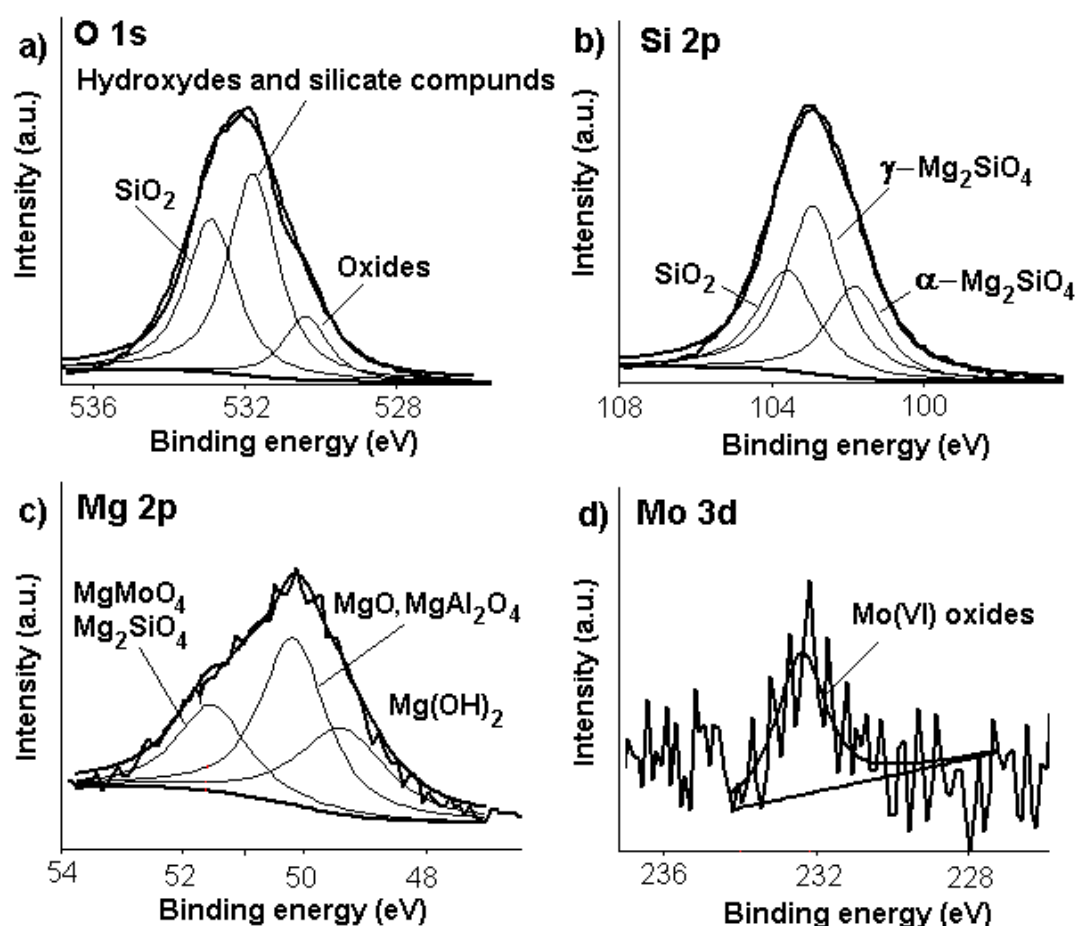 a) O 1s
Hydroxydes and silicate compunds
SiO2
Oxides
Intensity (a.u.)
536 532 528
Binding energy (eV)
b) Si 2p
γ–Mg2SiO4
SiO2
α–Mg2SiO4
Intensity (a.u.)
108 104 100
Binding energy (eV)
c) Mg 2p
MgMoO4
Mg2SiO4
MgO, MgAl2O4
Mg(OH)2
Intensity (a.u.)
54 52 50 48
Binding energy (eV)
d) Mo 3d
Mo(VI) oxides
Intensity (a.u.)
236 232 228
Binding energy (eV)